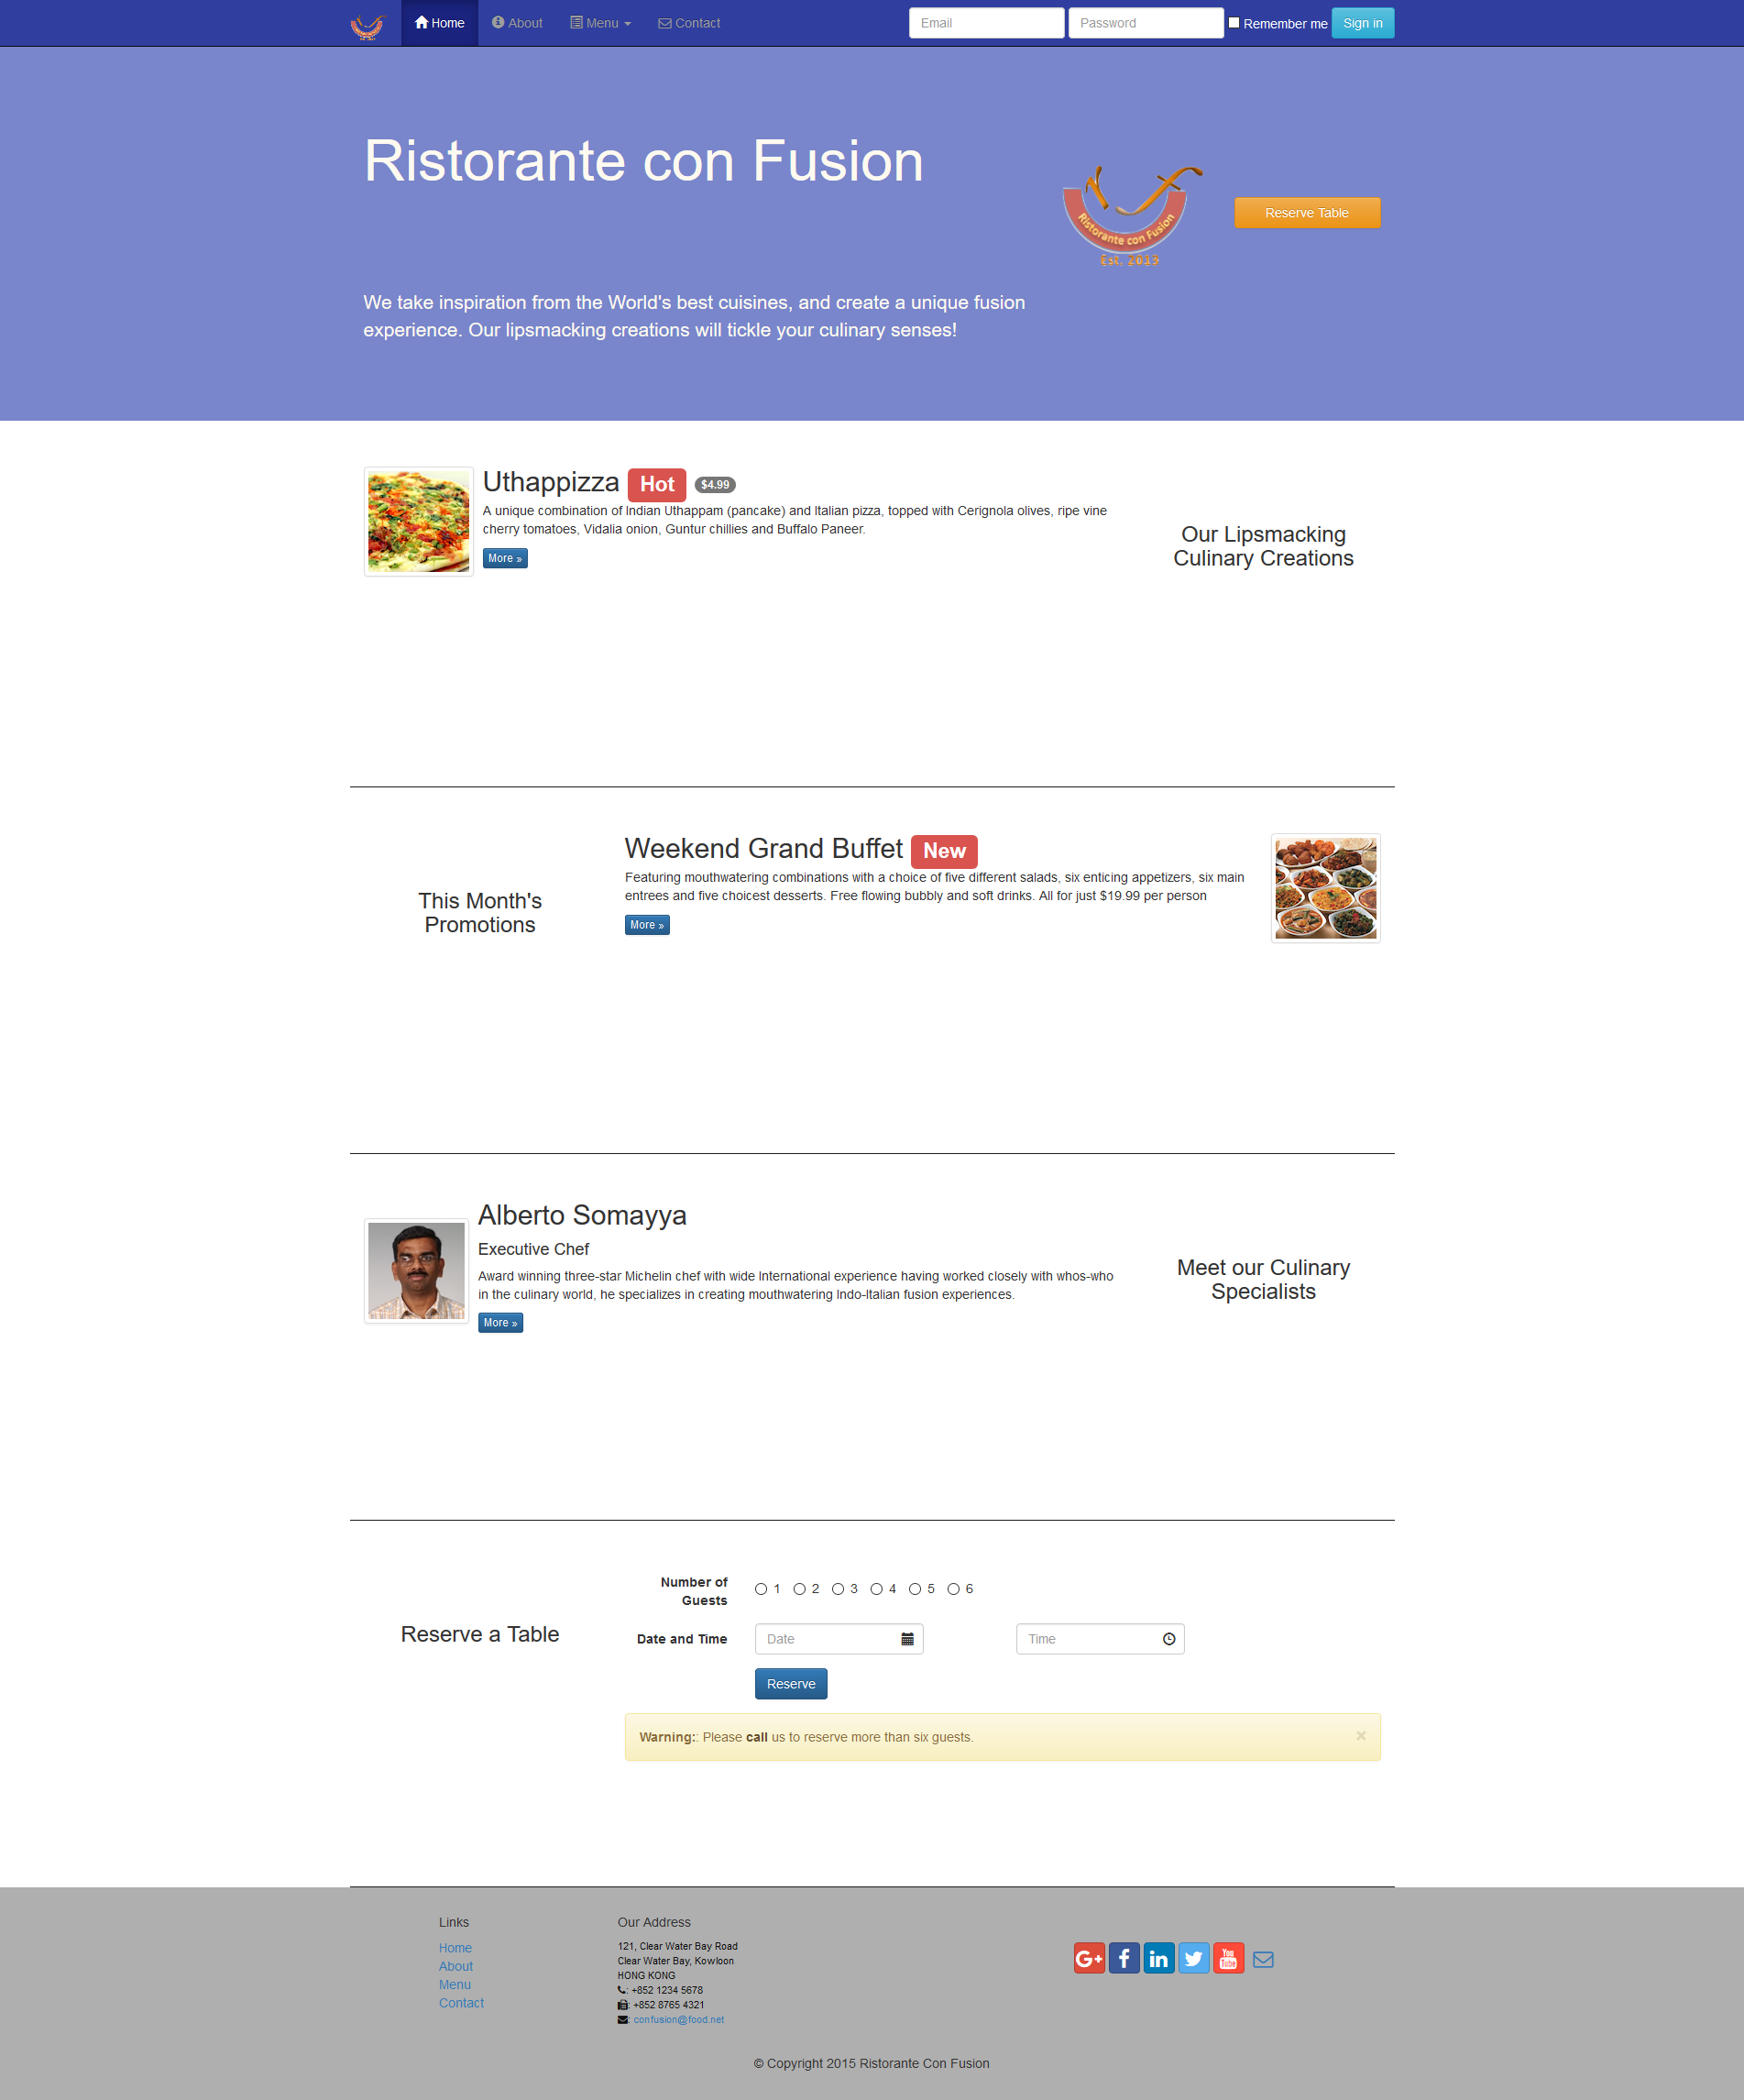 Home
About
Menu
Contact
Email
Password
Remember me
Sign in
Ristorante con Fusion
Ristorante con Fusion
Est. 2015
Reserve Table
We take inspiration from the World's best cuisines, and create a unique fusion
experience. Our lipsmacking creations will tickle your culinary senses!
Uthappizza Hot $4.99
A unique combination of Indian Uthappam (pancake) and Italian pizza, topped with Cerignola olives, ripe vine
cherry tomatoes, Vidalia onion, Guntur chillies and Buffalo Paneer.
More »
Our Lipsmacking
Culinary Creations
This Month's
Promotions
Weekend Grand Buffet New
Featuring mouthwatering combinations with a choice of five different salads, six enticing appetizers, six main
entrees and five choicest desserts. Free flowing bubbly and soft drinks. All for just $19.99 per person
More »
Alberto Somayya
Executive Chef
Award winning three-star Michelin chef with wide International experience having worked closely with whos-who
in the culinary world, he specializes in creating mouthwatering Indo-Italian fusion experiences.
More »
Meet our Culinary
Specialists
Reserve a Table
Number of
Guests
1 2 3 4 5 6
Date and Time
Date
Time
Reserve
Warning:: Please call us to reserve more than six guests.
×
Links
Home
About
Menu
Contact
Our Address
121, Clear Water Bay Road
Clear Water Bay, Kowloon
HONG KONG
: +852 1234 5678
: +852 8765 4321
: confusion@food.net
G+ f in You Tube
© Copyright 2015 Ristorante Con Fusion